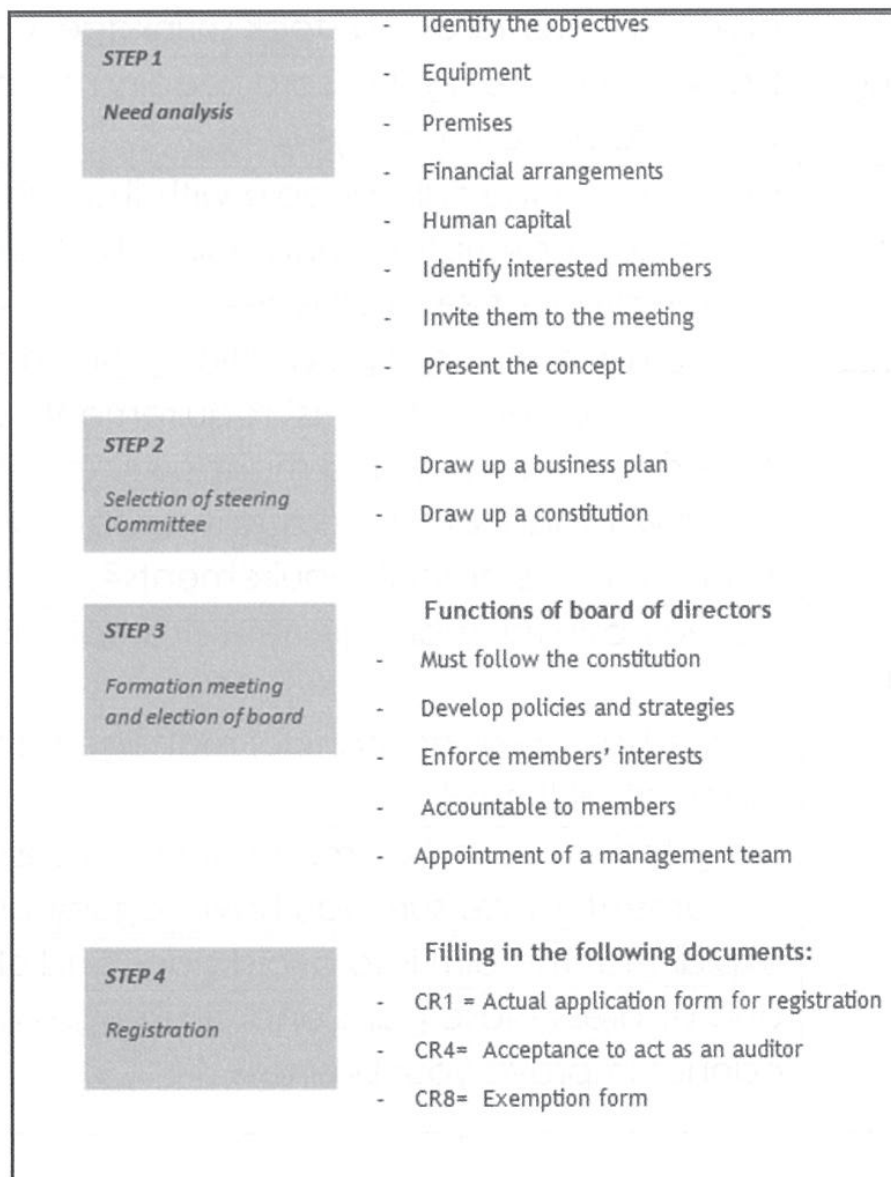 - Identify the objectives
STEP 1
- Equipment
Need analysis
- Premises
- Financial arrangements
- Human capital
- Identify interested members
- Invite them to the meeting
- Present the concept
STEP 2
- Draw up a business plan
Selection of steering
Committee
- Draw up a constitution
Functions of board of directors
STEP 3
- Must follow the constitution
Formation meeting
and election of board
- Develop policies and strategies
- Enforce members' interests
- Accountable to members
- Appointment of a management team
Filling in the following documents:
STEP 4
- CR1 = Actual application form for registration
Registration
- CR4= Acceptance to act as an auditor
- CR8= Exemption form